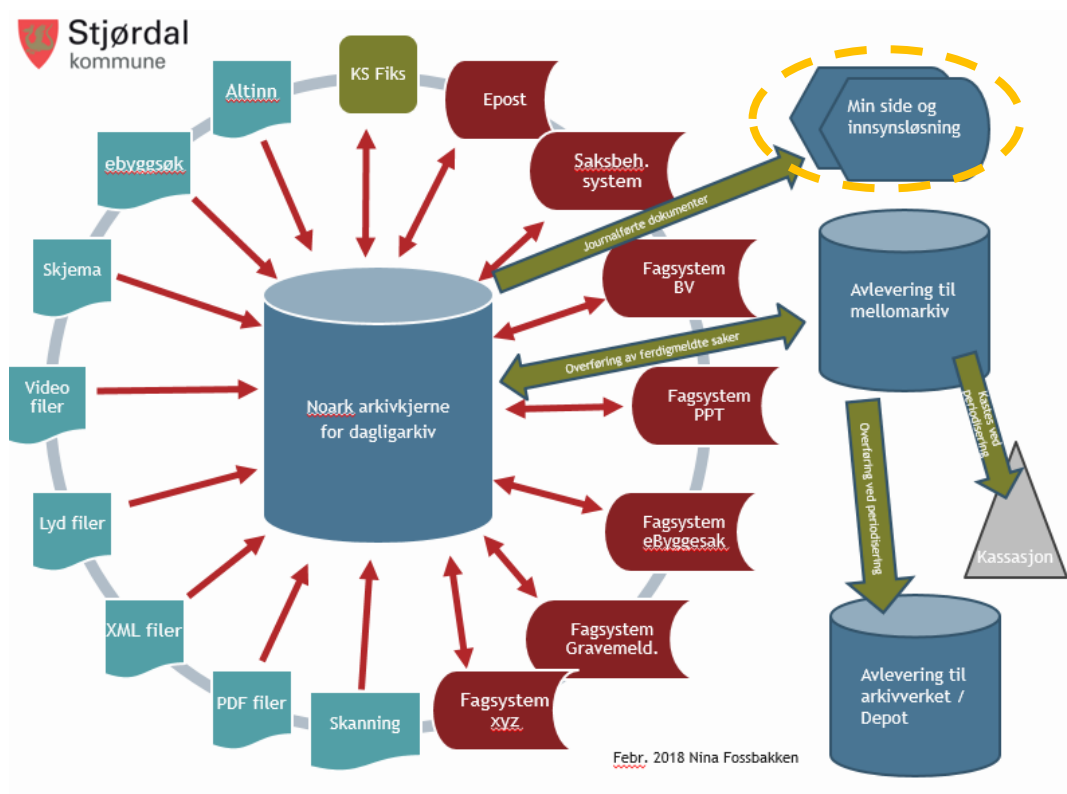 Stjørdal
kommune
KS Fiks
Altinn
Epost
ebyggsøk
Saksbeh.
system
Min side og
innsynsløsning
Journalførte dokumenter
Skjema
Fagsystem
BV
Avlevering til
mellomarkiv
Overføring av ferdigmeldte saker
Video
filer
Noark arkivkjerne
for dagligarkiv
Fagsystem
PPT
Kastes ved
periodisering
Overføring ved periodisering
Lyd filer
Fagsystem
eByggesak
Kassasjon
XML filer
Fagsystem
Gravemeld.
PDF filer
Skanning
Fagsystem
xyz
Avlevering til
arkivverket /
Depot
Febr. 2018 Nina Fossbakken